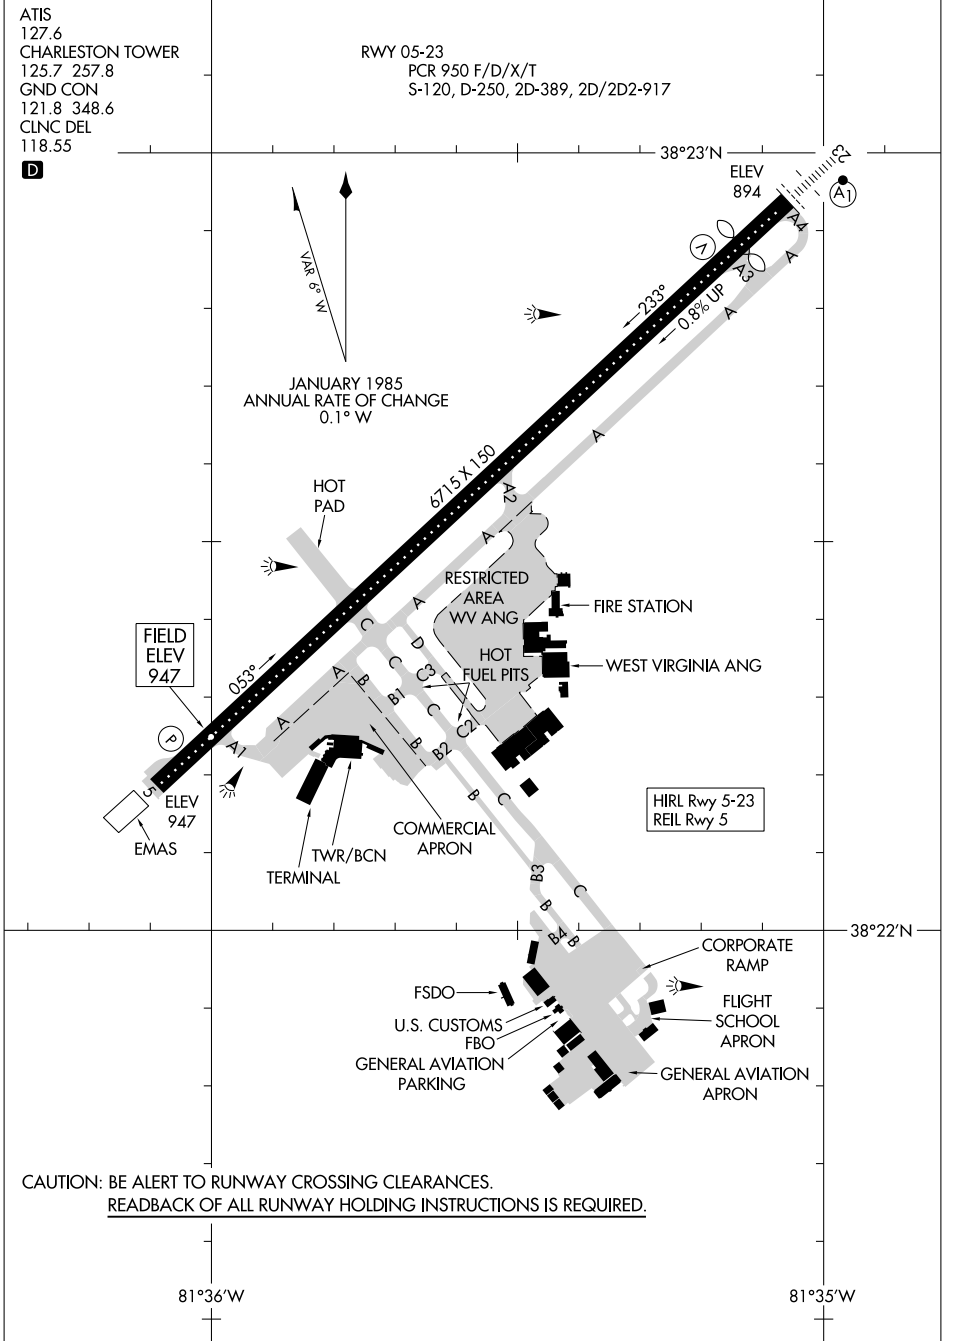 ATIS
127.6
CHARLESTON TOWER
125.7 257.8
GND CON
121.8 348.6
CLNC DEL
118.55
D
RWY 05-23
PCR 950 F/D/X/T
S-120, D-250, 2D-389, 2D/2D2-917
38°23'N
ELEV
894
23
A1
A4
A
V
A3
VAR 6° W
233°
0.8% UP
A
JANUARY 1985
ANNUAL RATE OF CHANGE
0.1° W
A
6715 X 150
HOT
PAD
A2
A
RESTRICTED
AREA
WV ANG
A
FIRE STATION
C
D
FIELD
ELEV
947
HOT
FUEL PITS
WEST VIRGINIA ANG
053°
A
B
C
C3
B1
C
A
P
A1
B
B2
C2
5
ELEV
947
EMAS
B
C
HIRL Rwy 5-23
REIL Rwy 5
COMMERCIAL
APRON
TWR/BCN
TERMINAL
B3
C
B
B4
B
38°22'N
CORPORATE
RAMP
FSDO
FLIGHT
SCHOOL
APRON
U.S. CUSTOMS
FBO
GENERAL AVIATION
PARKING
GENERAL AVIATION
APRON
CAUTION: BE ALERT TO RUNWAY CROSSING CLEARANCES.
READBACK OF ALL RUNWAY HOLDING INSTRUCTIONS IS REQUIRED.
81°36'W
81°35'W